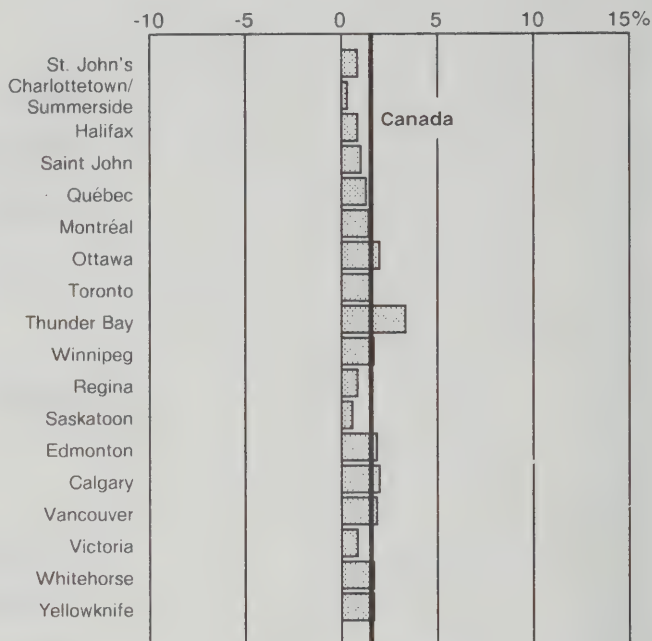 -10 -5 0 5 10 15%
St. John's
Charlottetown/
Summerside
Halifax
Canada
Saint John
Québec
Montréal
Ottawa
Toronto
Thunder Bay
Winnipeg
Regina
Saskatoon
Edmonton
Calgary
Vancouver
Victoria
Whitehorse
Yellowknife